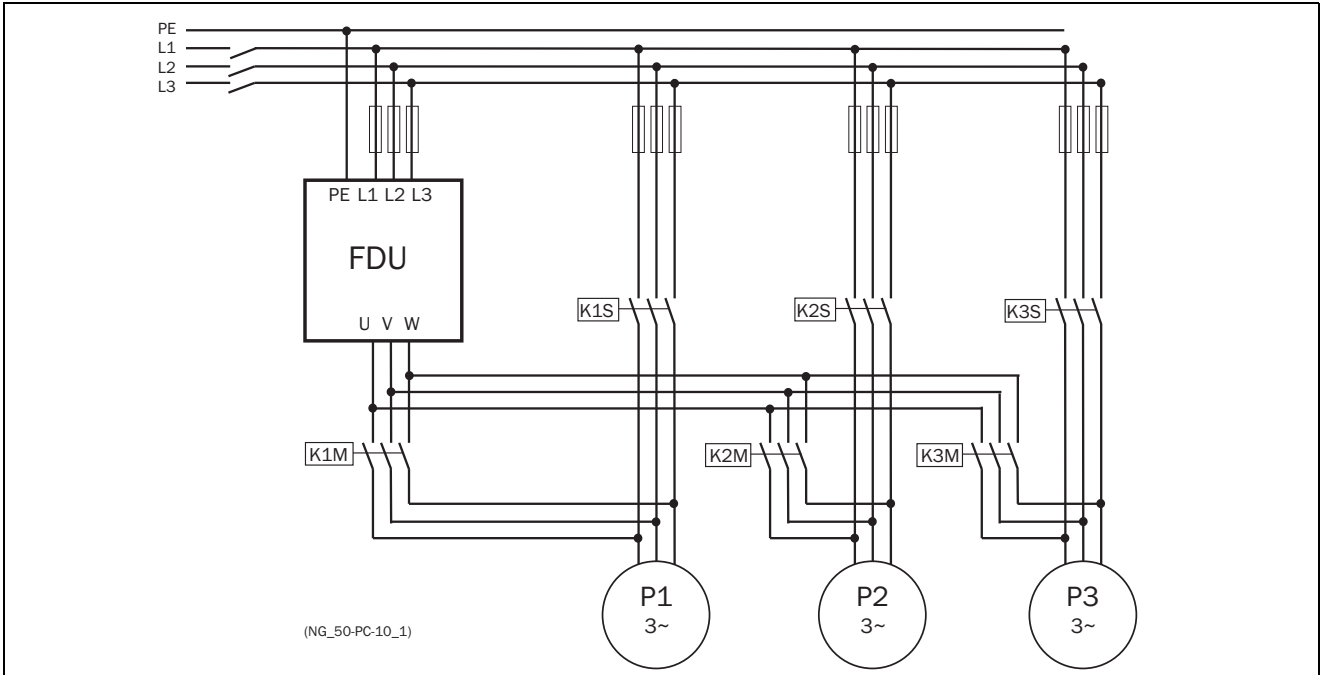 PE
L1
L2
L3
PE L1 L2 L3
FDU
U V W
K1S
K2S
K3S
K1M
K2M
K3M
P1
3~
P2
3~
P3
3~
(NG_50-PC-10_1)